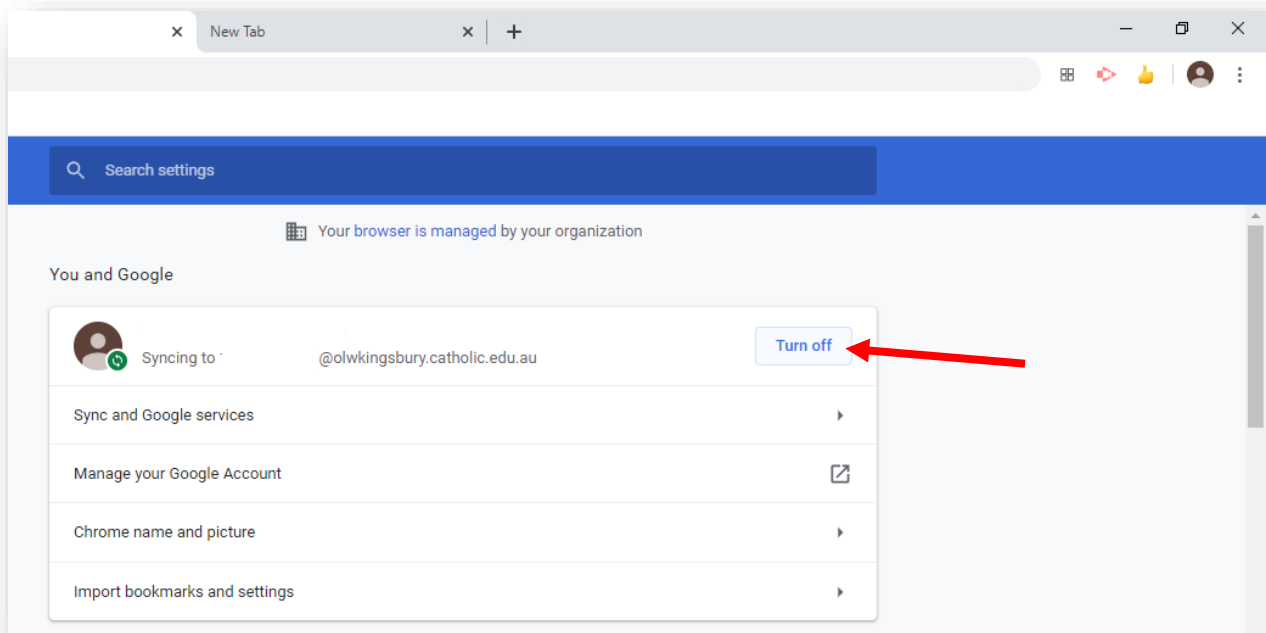 New Tab
Search settings
Your browser is managed by your organization
You and Google
Syncing to @olwkingsbury.catholic.edu.au
Turn off
Sync and Google services
Manage your Google Account
Chrome name and picture
Import bookmarks and settings